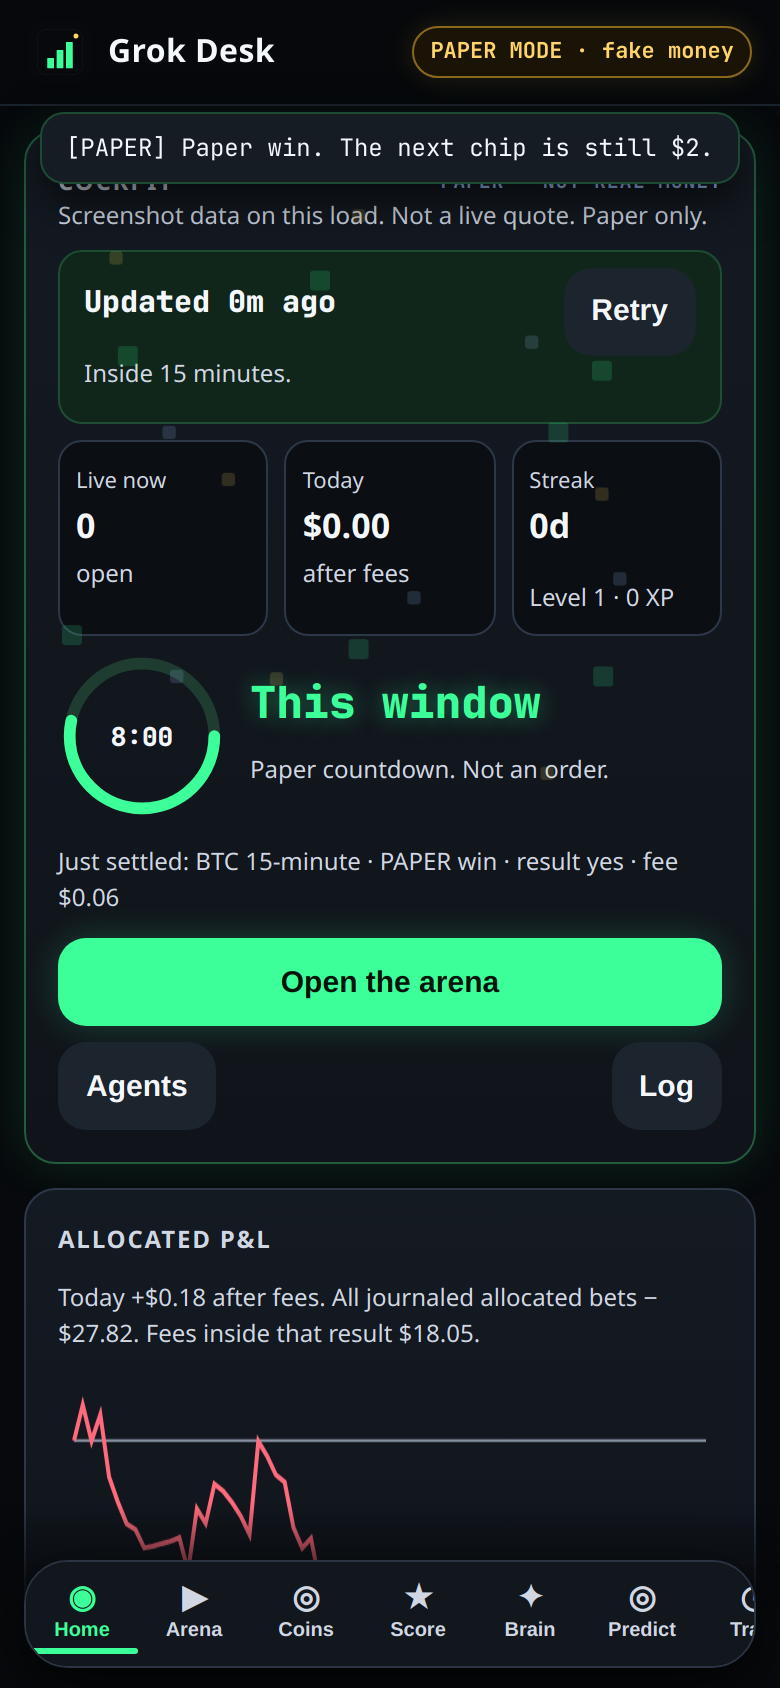 Grok Desk
PAPER MODE · fake money
[PAPER] Paper win. The next chip is still $2.
COCKPIT
PAPER · NOT REAL MONEY
Screenshot data on this load. Not a live quote. Paper only.
Updated 0m ago
Retry
Inside 15 minutes.
Live now
0
open
Today
$0.00
after fees
Streak
0d
Level 1 · 0 XP
8:00
This window
Paper countdown. Not an order.
Just settled: BTC 15-minute · PAPER win · result yes · fee
$0.06
Open the arena
Agents
Log
ALLOCATED P&L
Today +$0.18 after fees. All journaled allocated bets −
$27.82. Fees inside that result $18.05.
Home
Arena
Coins
Score
Brain
Predict